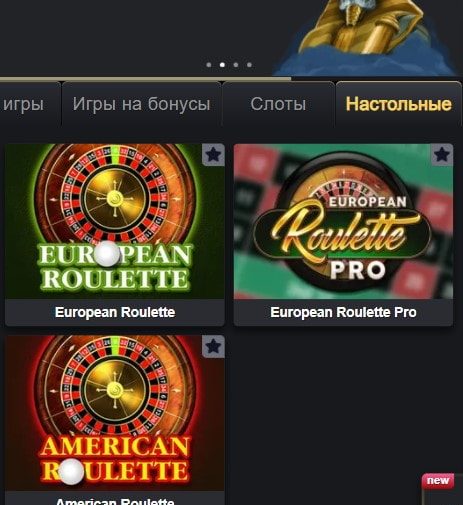 игры
Игры на бонусы
Слоты
Настольные
EUROPEAN
ROULETTE
European Roulette
EUROPEAN
Roulette
PRO
European Roulette Pro
AMERICAN
ROULETTE
American Roulette
new